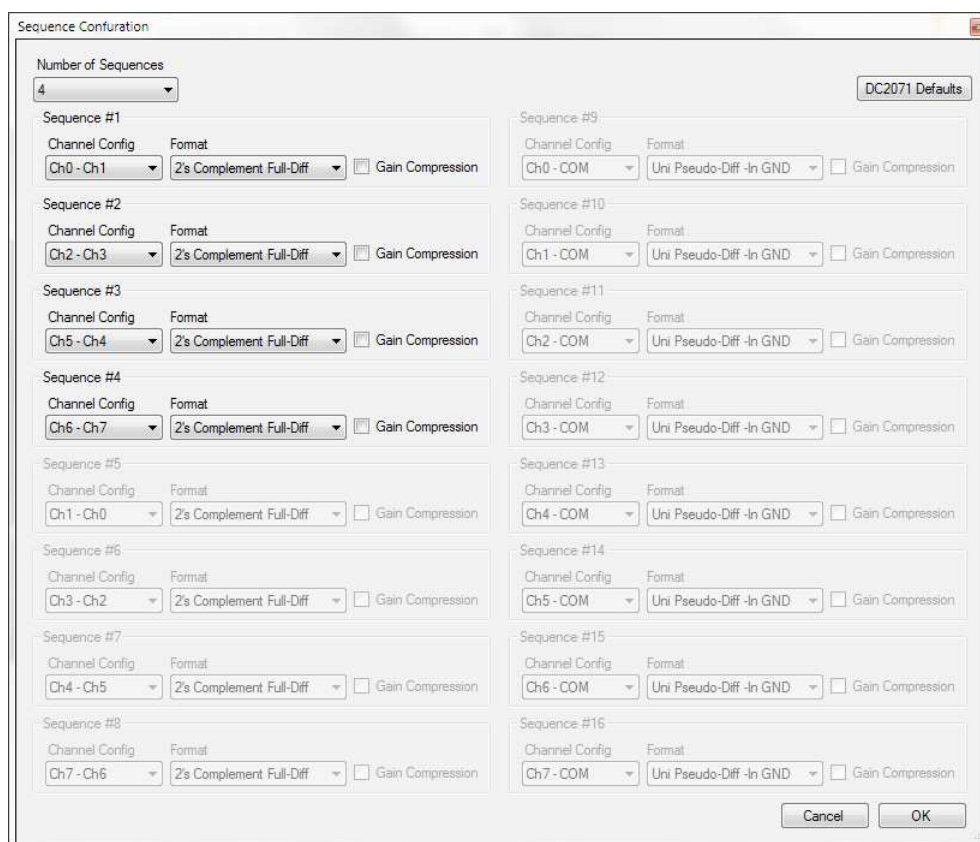 Sequence Confuration
Number of Sequences
4
DC2071 Defaults
Sequence #1
Channel Config Format
Ch0 - Ch1 2's Complement Full-Diff Gain Compression
Sequence #2
Channel Config Format
Ch2 - Ch3 2's Complement Full-Diff Gain Compression
Sequence #3
Channel Config Format
Ch5 - Ch4 2's Complement Full-Diff Gain Compression
Sequence #4
Channel Config Format
Ch6 - Ch7 2's Complement Full-Diff Gain Compression
Sequence #5
Channel Config Format
Ch1 - Ch0 2's Complement Full-Diff Gain Compression
Sequence #6
Channel Config Format
Ch3 - Ch2 2's Complement Full-Diff Gain Compression
Sequence #7
Channel Config Format
Ch4 - Ch5 2's Complement Full-Diff Gain Compression
Sequence #8
Channel Config Format
Ch7 - Ch6 2's Complement Full-Diff Gain Compression
Sequence #9
Channel Config Format
Ch0 - COM Uni Pseudo-Diff -In GND Gain Compression
Sequence #10
Channel Config Format
Ch1 - COM Uni Pseudo-Diff -In GND Gain Compression
Sequence #11
Channel Config Format
Ch2 - COM Uni Pseudo-Diff -In GND Gain Compression
Sequence #12
Channel Config Format
Ch3 - COM Uni Pseudo-Diff -In GND Gain Compression
Sequence #13
Channel Config Format
Ch4 - COM Uni Pseudo-Diff -In GND Gain Compression
Sequence #14
Channel Config Format
Ch5 - COM Uni Pseudo-Diff -In GND Gain Compression
Sequence #15
Channel Config Format
Ch6 - COM Uni Pseudo-Diff -In GND Gain Compression
Sequence #16
Channel Config Format
Ch7 - COM Uni Pseudo-Diff -In GND Gain Compression
Cancel OK